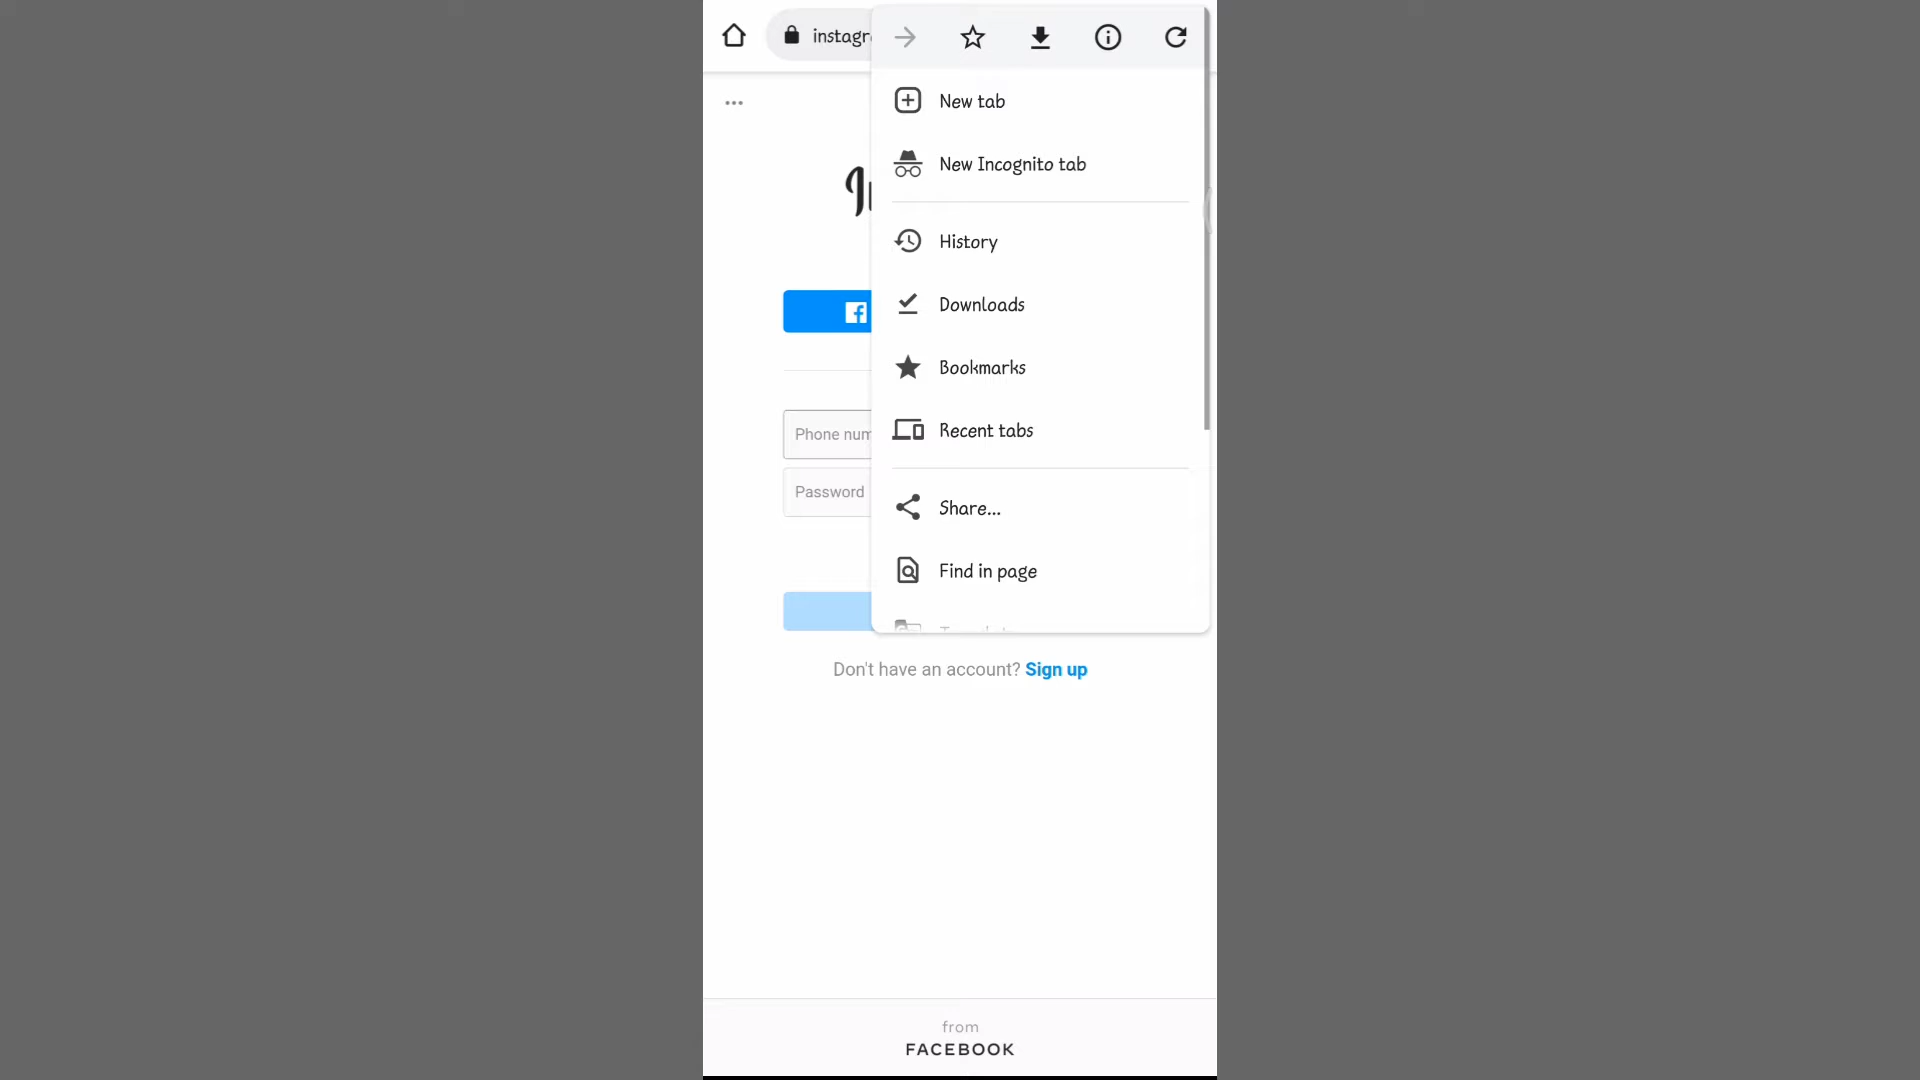 instagr
New tab
New Incognito tab
History
Downloads
Bookmarks
Recent tabs
Share...
Find in page
Phone num
Password
Don't have an account? Sign up
from
FACEBOOK